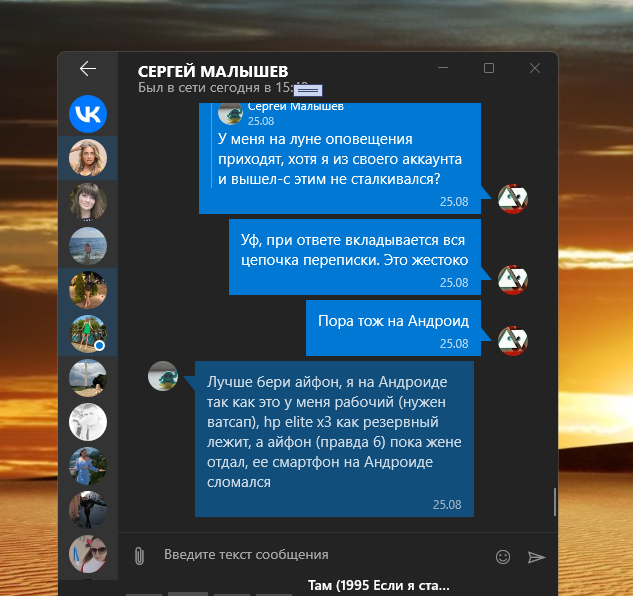 СЕРГЕЙ МАЛЫШЕВ
Был в сети сегодня в 15:
Сергей Малышев
25.08
У меня на луне оповещения
приходят, хотя я из своего аккаунта
и вышел-с этим не сталкивался?
25.08
Уф, при ответе вкладывается вся
цепочка переписки. Это жестоко
25.08
Пора тож на Андроид
25.08
Лучше бери айфон, я на Андроиде
так как это у меня рабочий (нужен
ватсап), hp elite x3 как резервный
лежит, а айфон (правда 6) пока жене
отдал, ее смартфон на Андроиде
сломался
25.08
Введите текст сообщения
Там (1995 Если я ста...